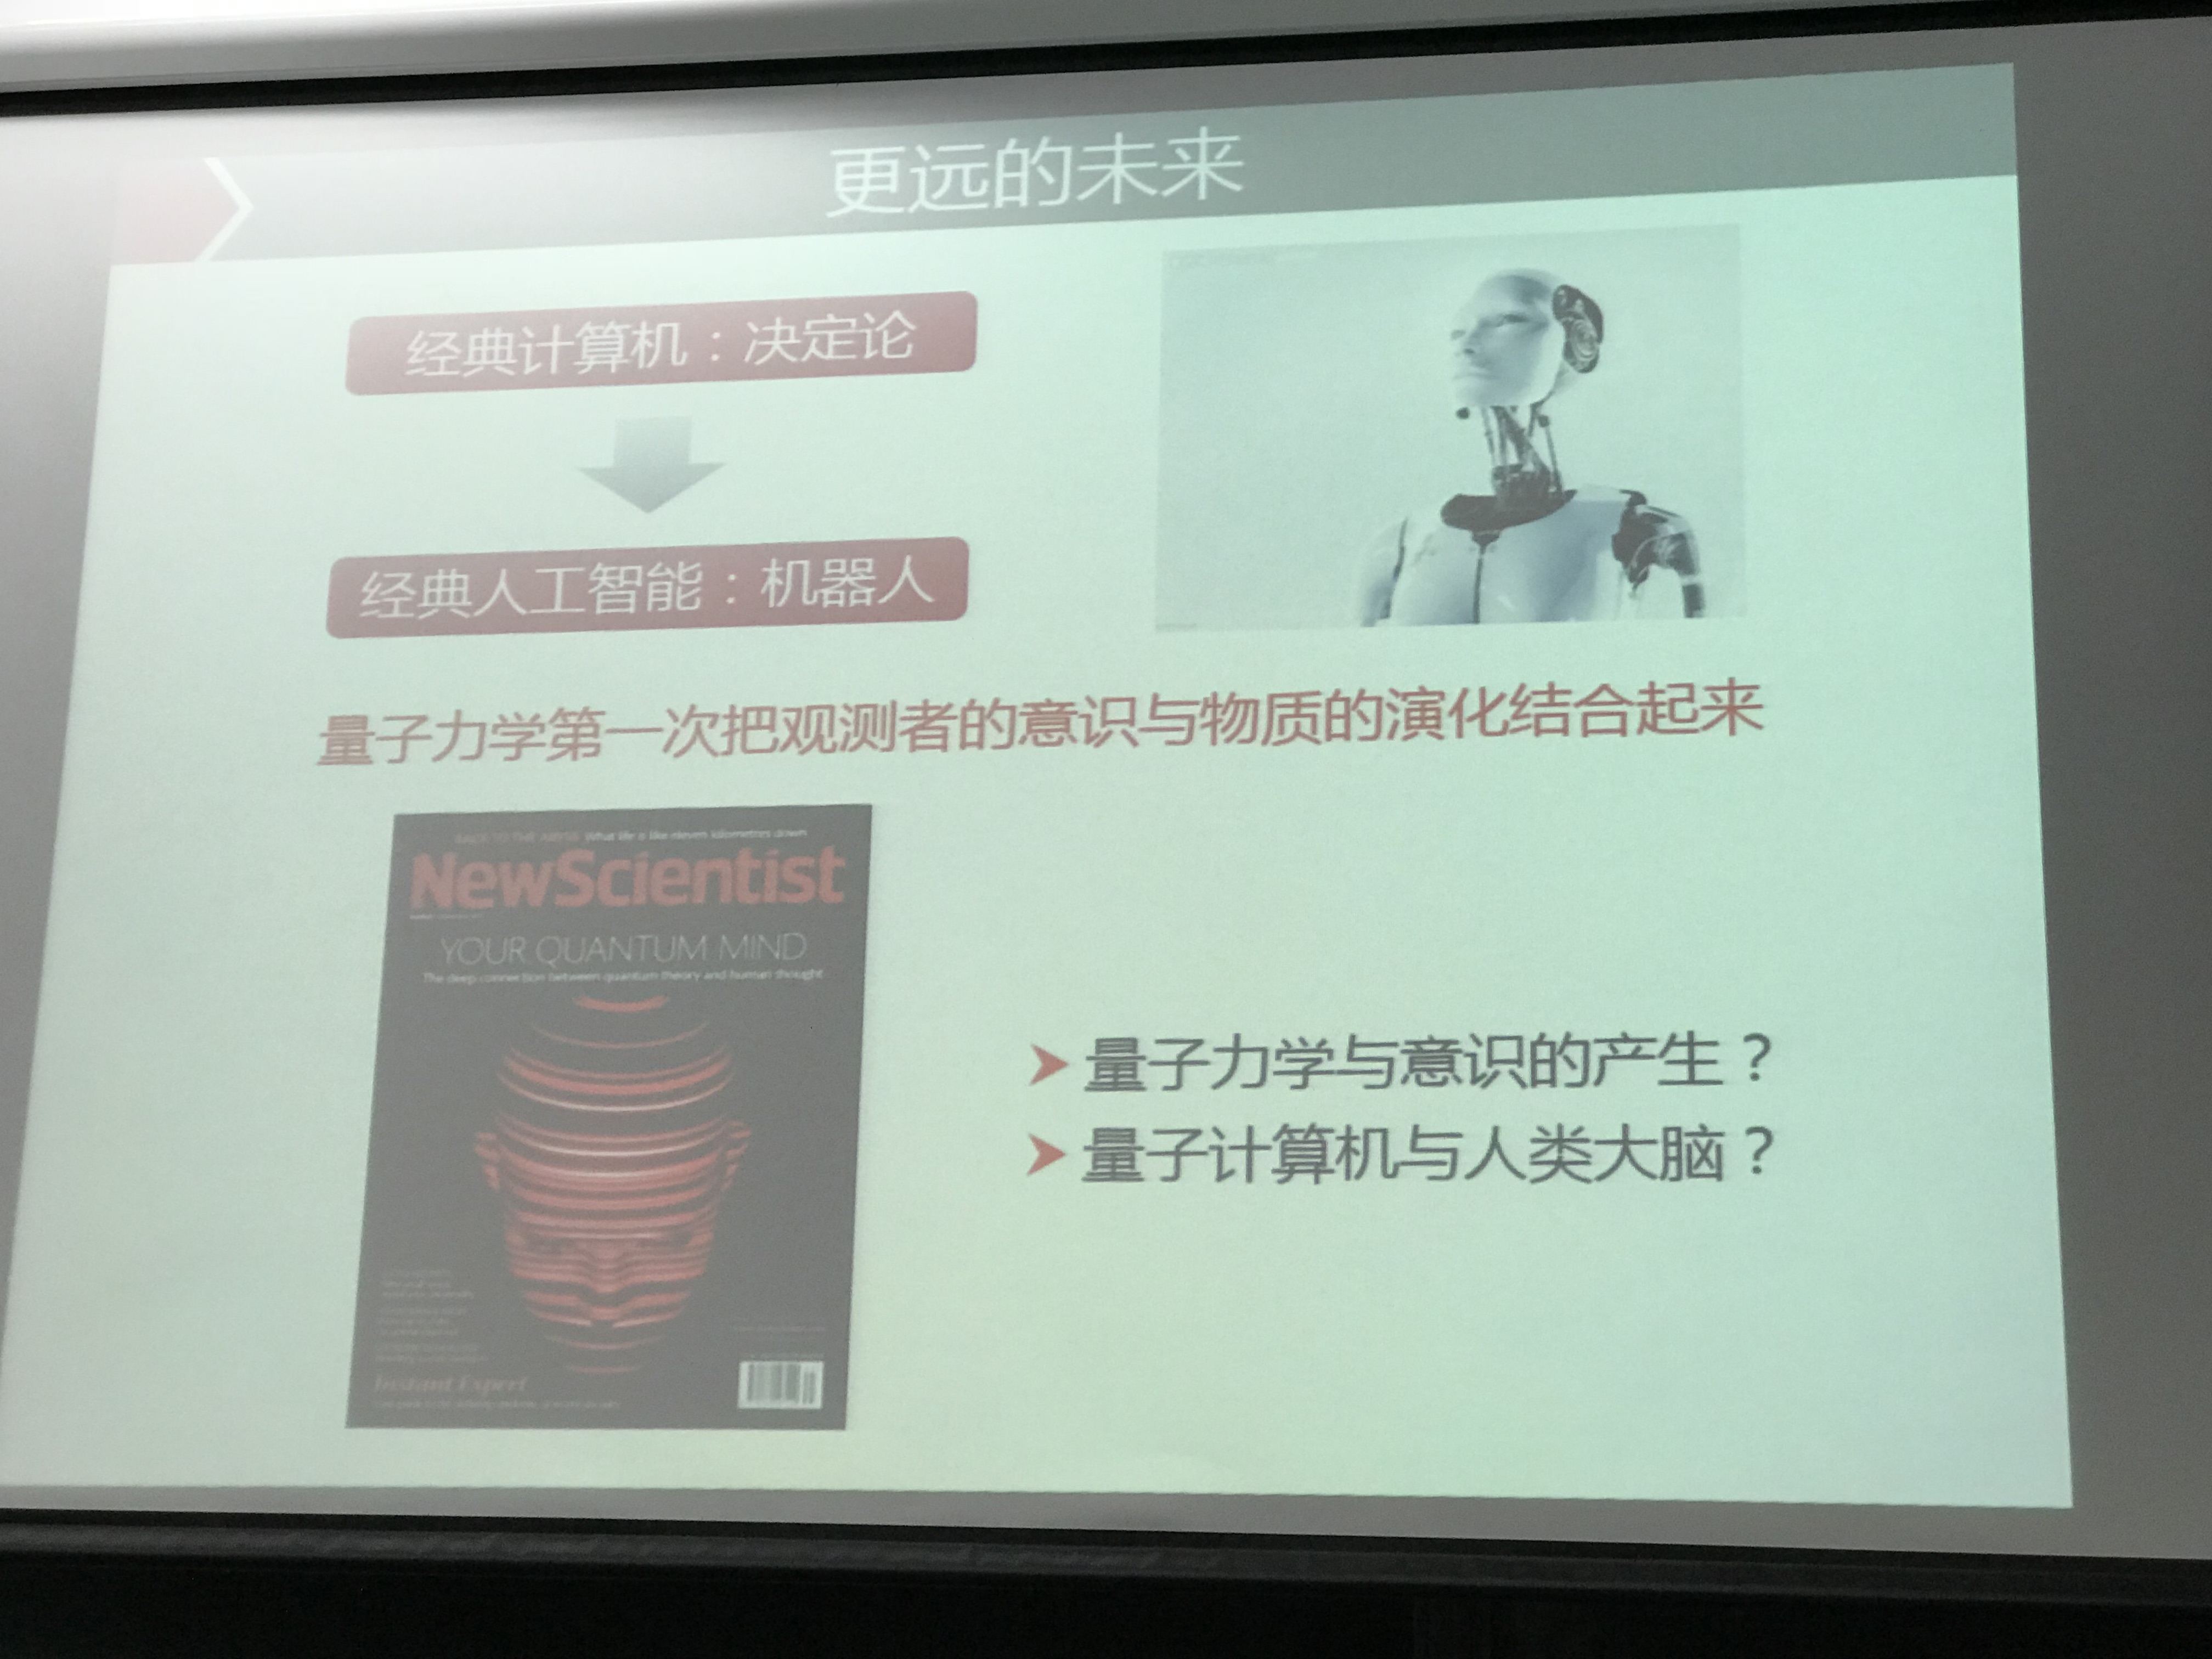 更远的未来
经典计算机：决定论
经典人工智能：机器人
量子力学第一次把观测者的意识与物质的演化结合起来
BACK TO THE ABYSS What life is like eleven kilometres down
NewScientist
YOUR QUANTUM MIND
The deep connection between quantum theory and human thought
➤ 量子力学与意识的产生？
➤ 量子计算机与人类大脑？
Instant Expert